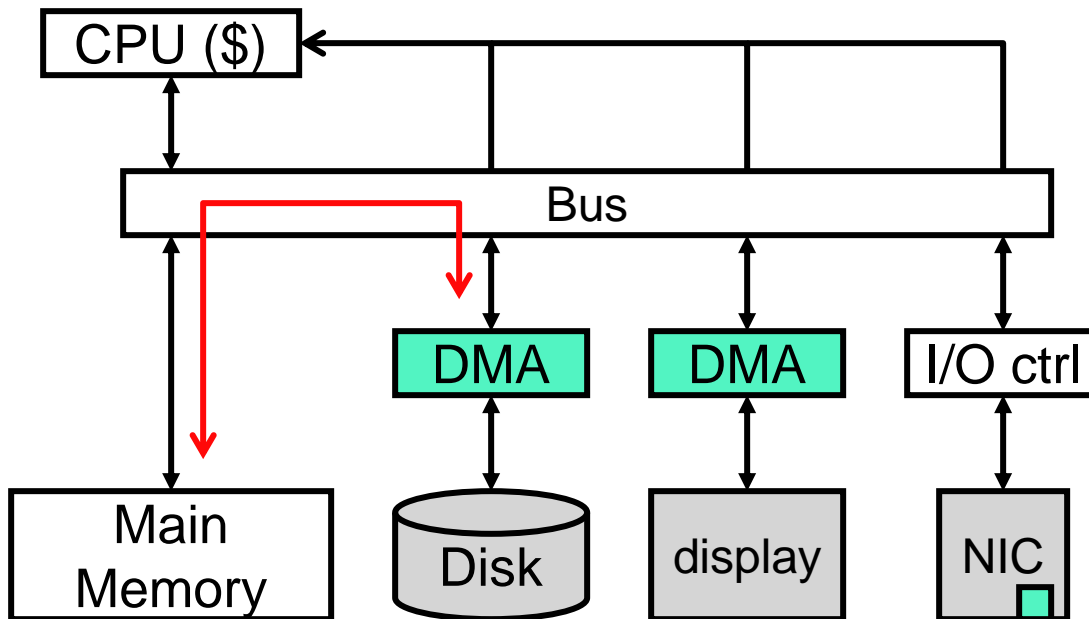 CPU ($)
Bus
DMA
DMA
I/O ctrl
Main
Memory
Disk
display
NIC